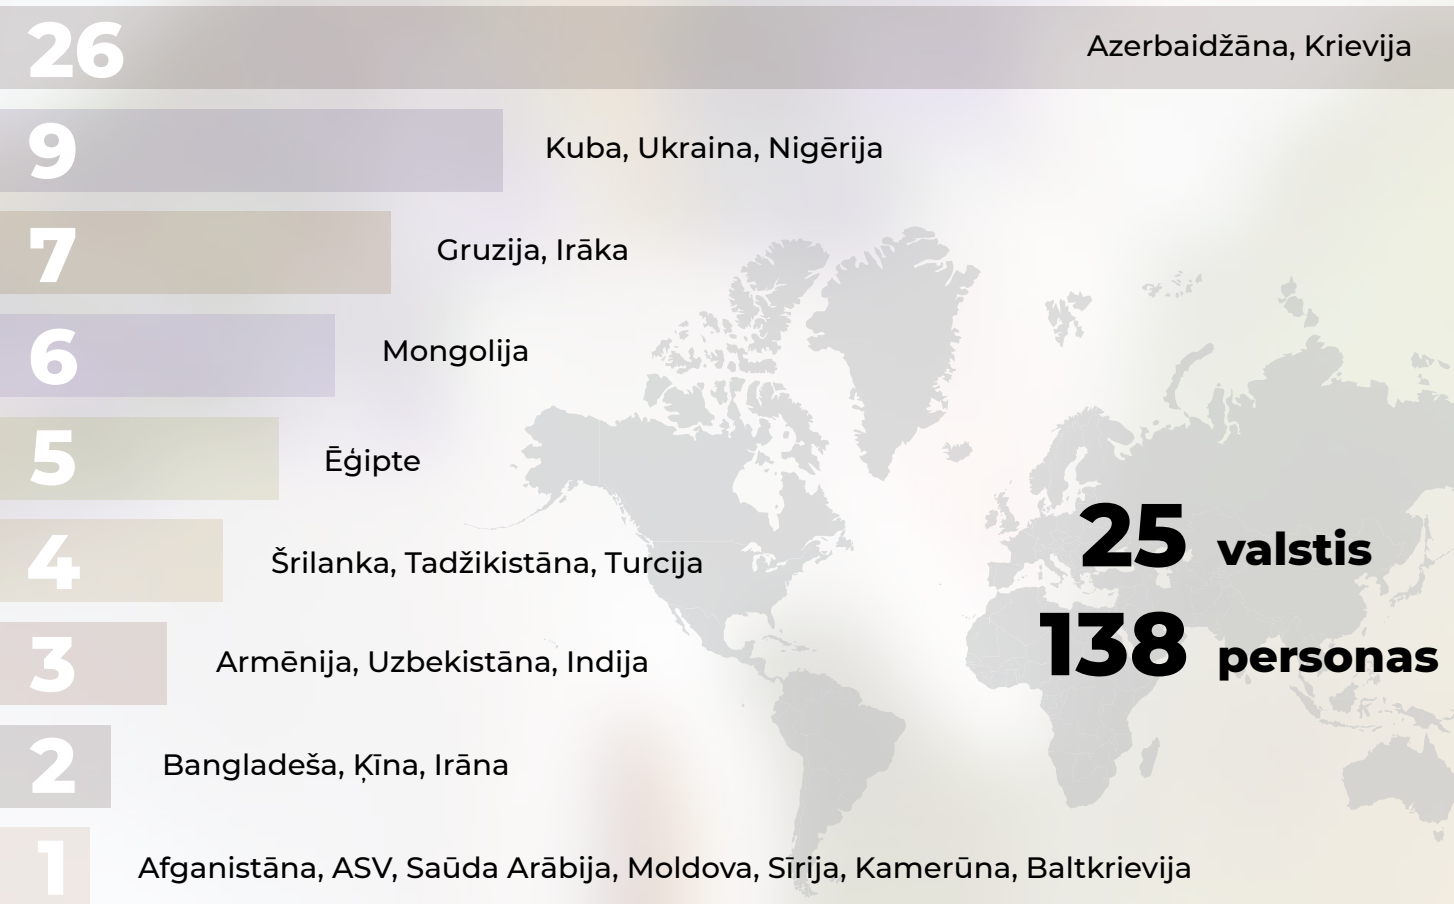 26 Azerbaidžāna, Krievija
9 Kuba, Ukraina, Nigērija
7 Gruzija, Irāka
6 Mongolija
5 Ēģipte
4 Šrilanka, Tadžikistāna, Turcija
3 Armēnija, Uzbekistāna, Indija
2 Bangladeša, Ķīna, Irāna
1 Afganistāna, ASV, Saūda Arābija, Moldova, Sīrija, Kamerūna, Baltkrievija
25 valstis
138 personas